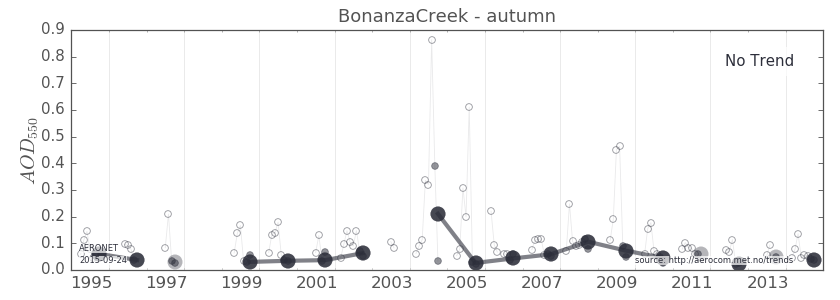 BonanzaCreek - autumn
No Trend
AOD550
0.9
0.8
0.7
0.6
0.5
0.4
0.3
0.2
0.1
0.0
AERONET
2015-09-24
source: http://aerocom.met.no/trends
1995 1997 1999 2001 2003 2005 2007 2009 2011 2013